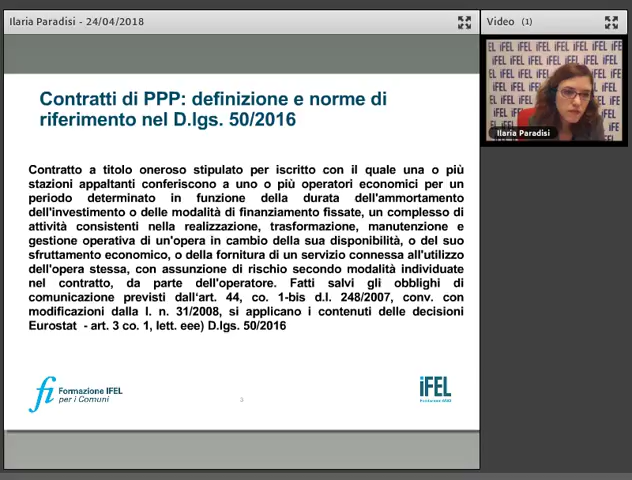 Ilaria Paradisi - 24/04/2018
Video (1)
Ilaria Paradisi
Contratti di PPP: definizione e norme di
riferimento nel D.lgs. 50/2016
Contratto a titolo oneroso stipulato per iscritto con il quale una o più
stazioni appaltanti conferiscono a uno o più operatori economici per un
periodo determinato in funzione della durata dell'ammortamento
dell'investimento o delle modalità di finanziamento fissate, un complesso di
attività consistenti nella realizzazione, trasformazione, manutenzione e
gestione operativa di un'opera in cambio della sua disponibilità, o del suo
sfruttamento economico, o della fornitura di un servizio connessa all'utilizzo
dell'opera stessa, con assunzione di rischio secondo modalità individuate
nel contratto, da parte dell'operatore. Fatti salvi gli obblighi di
comunicazione previsti dall'art. 44, co. 1-bis d.l. 248/2007, conv. con
modificazioni dalla l. n. 31/2008, si applicano i contenuti delle decisioni
Eurostat - art. 3 co. 1, lett. eee) D.lgs. 50/2016
fi Formazione IFEL
per i Comuni
3
iFEL
Fondazione ANCI